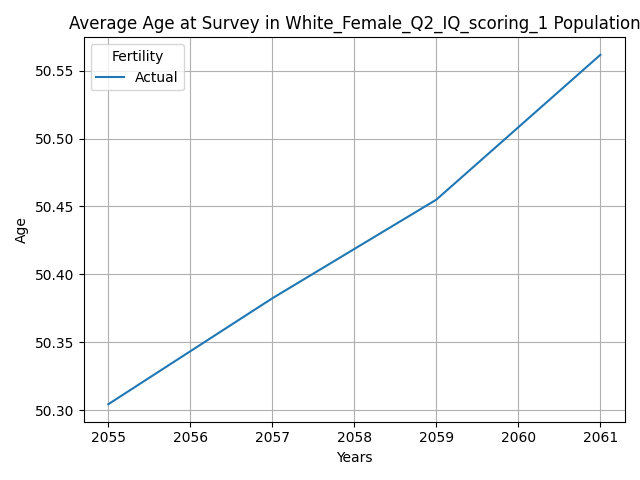 Average Age at Survey in White_Female_Q2_IQ_scoring_1 Population
Fertility
Actual
Age
50.55
50.50
50.45
50.40
50.35
50.30
2055 2056 2057 2058 2059 2060 2061
Years